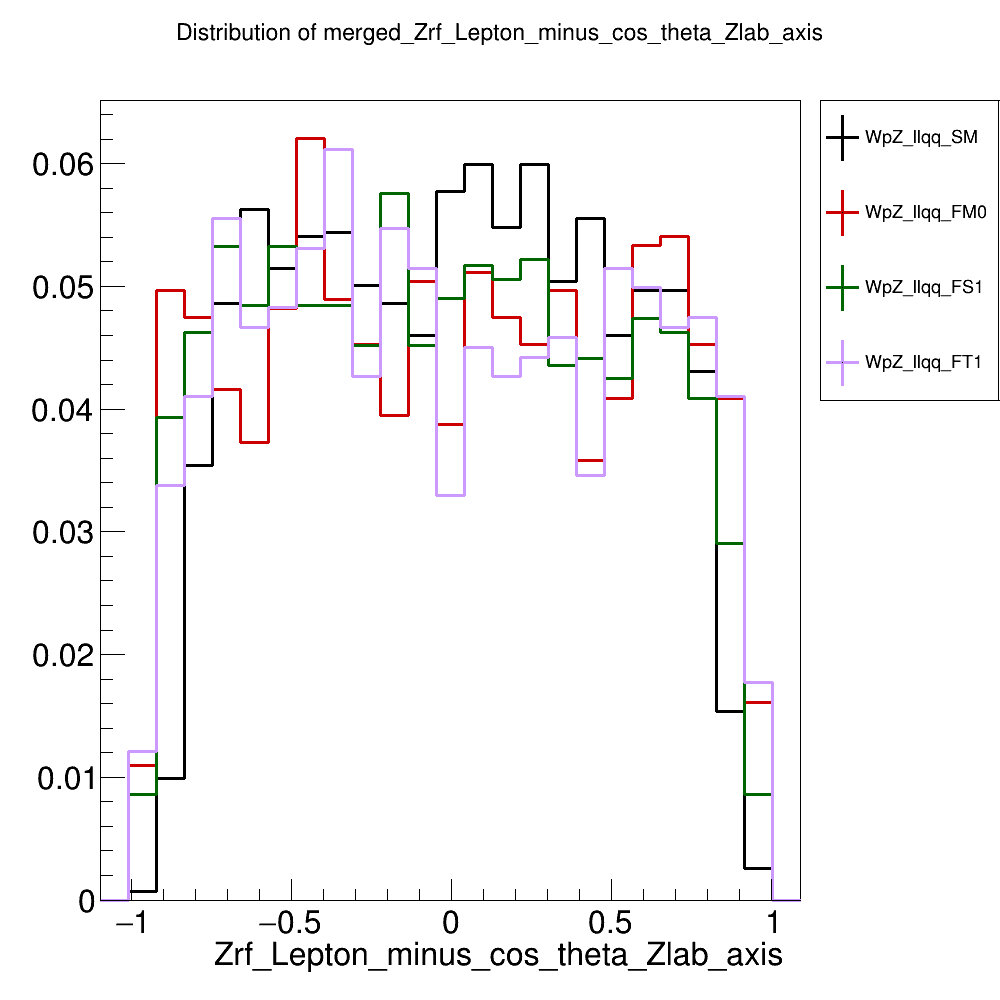 Distribution of merged_Zrf_Lepton_minus_cos_theta_Zlab_axis
WpZ_llqq_SM
WpZ_llqq_FM0
WpZ_llqq_FS1
WpZ_llqq_FT1
0.06
0.05
0.04
0.03
0.02
0.01
0
−1
−0.5
0
0.5
1
Zrf_Lepton_minus_cos_theta_Zlab_axis